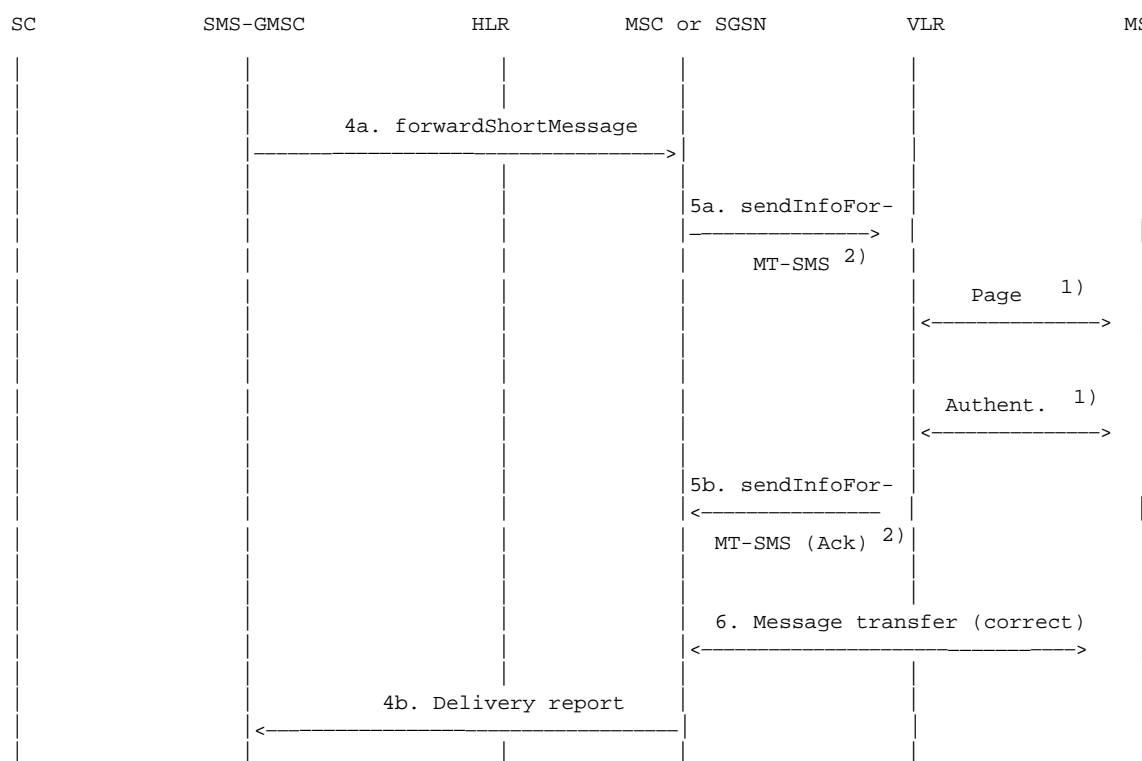 SC SMS-GMSC HLR MSC or SGSN VLR MS
4a. forwardShortMessage
5a. sendInfoFor-
MT-SMS 2)
Page 1)
Authent. 1)
5b. sendInfoFor-
MT-SMS (Ack) 2)
6. Message transfer (correct)
4b. Delivery report